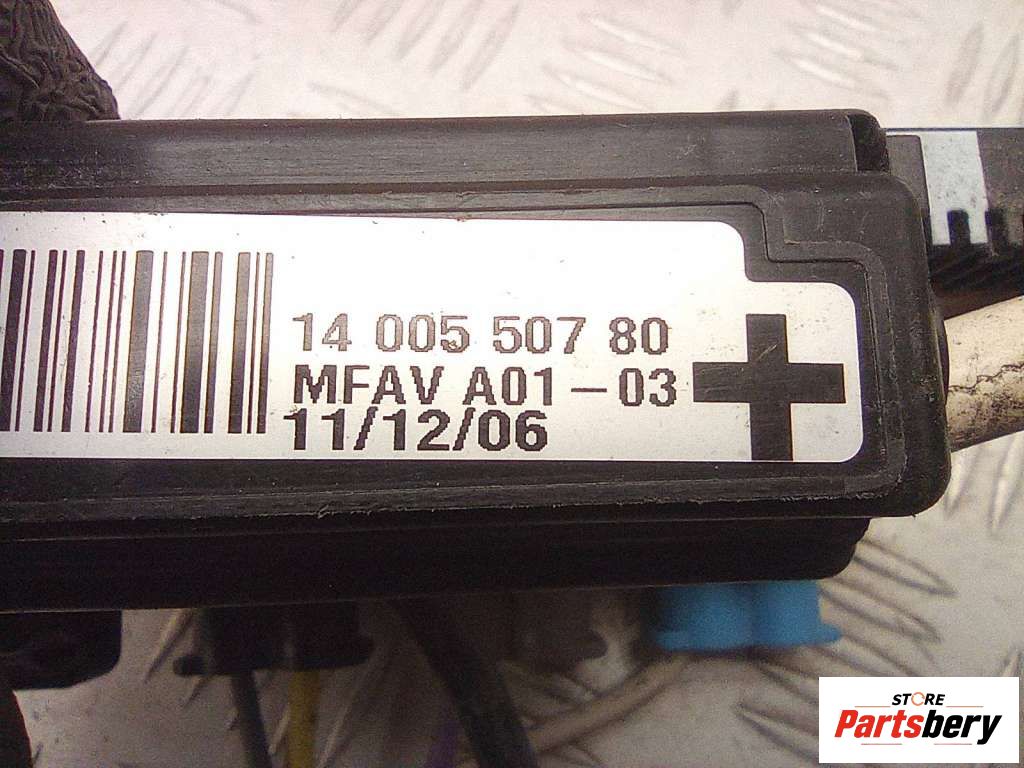 14 005 507 80
MFAV A01-03
11/12/06
STORE
Partsbery